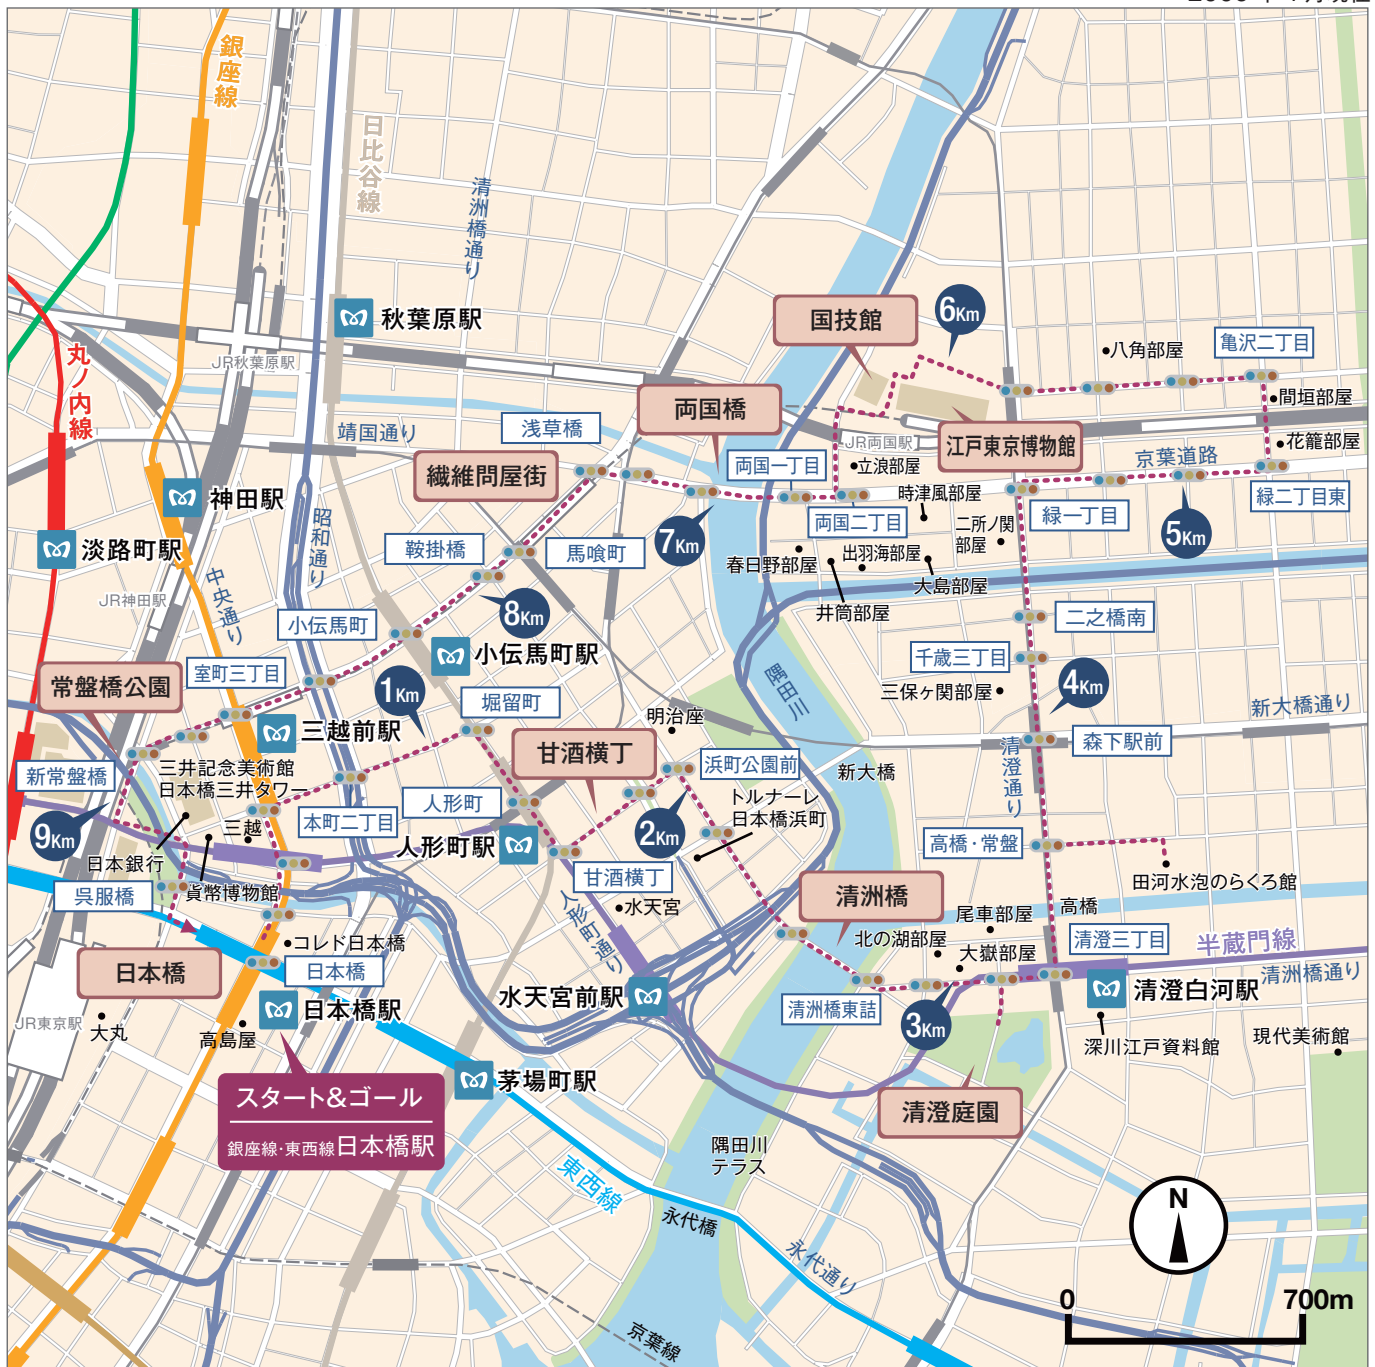 銀座線
日比谷線
清洲橋通り
国技館
6Km
秋葉原駅
八角部屋
亀沢二丁目
JR秋葉原駅
丸ノ内線
両国橋
間垣部屋
靖国通り
浅草橋
JR両国駅
江戸東京博物館
花籠部屋
繊維問屋街
両国一丁目
立浪部屋
京葉道路
神田駅
時津風部屋
緑二丁目東
昭和通り
両国二丁目
緑一丁目
5Km
淡路町駅
鞍掛橋
馬喰町
7Km
二所ノ関
部屋
春日野部屋
出羽海部屋
大島部屋
中央通り
JR神田駅
8Km
井筒部屋
小伝馬町
二之橋南
小伝馬町駅
千歳三丁目
常盤橋公園
室町三丁目
隅田川
1Km
三保ヶ関部屋
4Km
堀留町
明治座
新大橋通り
三越前駅
甘酒横丁
清澄通り
森下駅前
新常盤橋
三井記念美術館
日本橋三井タワー
浜町公園前
新大橋
人形町
トルナーレ
日本橋浜町
三越
本町二丁目
2Km
9Km
人形町駅
高橋・常盤
日本銀行
甘酒横丁
田河水泡のらくろ館
呉服橋
貨幣博物館
清洲橋
人形町通り
水天宮
尾車部屋
高橋
コレド日本橋
北の湖部屋
大嶽部屋
清澄三丁目
半蔵門線
日本橋
日本橋
清洲橋通り
水天宮前駅
清澄白河駅
日本橋駅
清洲橋東詰
3Km
JR東京駅
大丸
高島屋
深川江戸資料館
現代美術館
茅場町駅
スタート&ゴール
銀座線・東西線日本橋駅
清澄庭園
隅田川
テラス
東西線
永代橋
永代通り
N
京葉線
0
700m